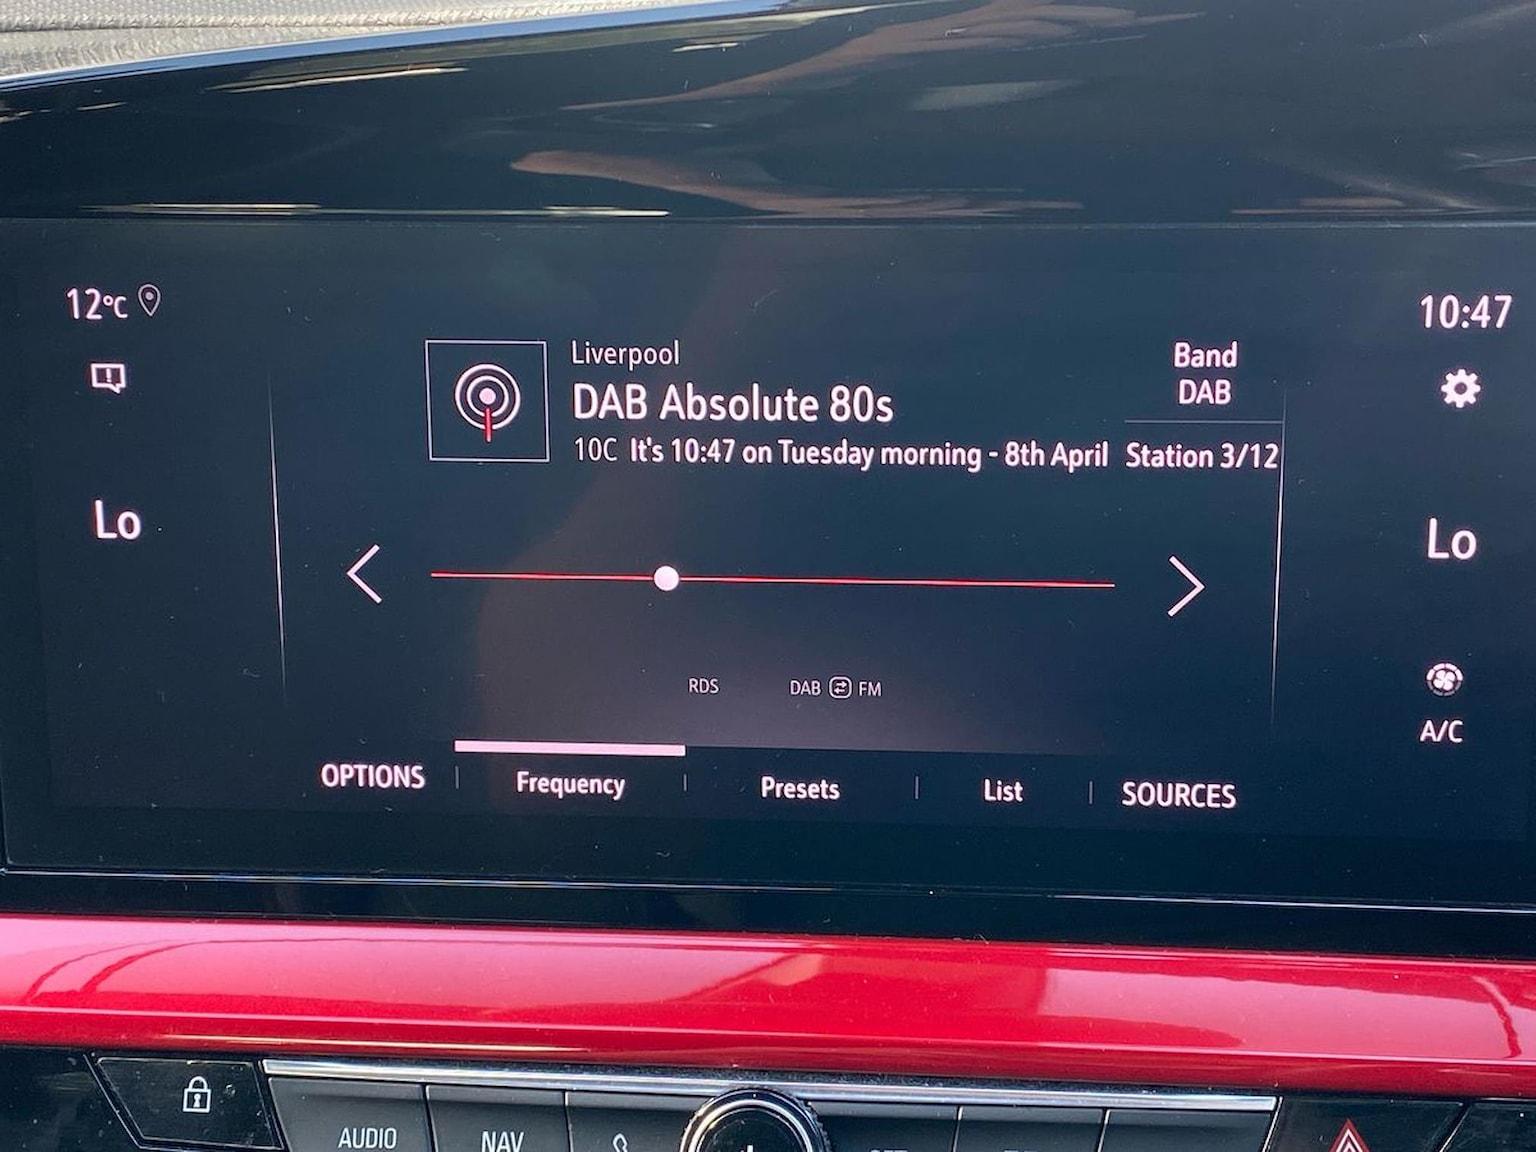 12°C
10:47
Liverpool
Band
DAB Absolute 80s
DAB
10C It's 10:47 on Tuesday morning - 8th April
Station 3/12
Lo
Lo
RDS
DAB FM
A/C
OPTIONS
Frequency
Presets
List
SOURCES
AUDIO
NAV